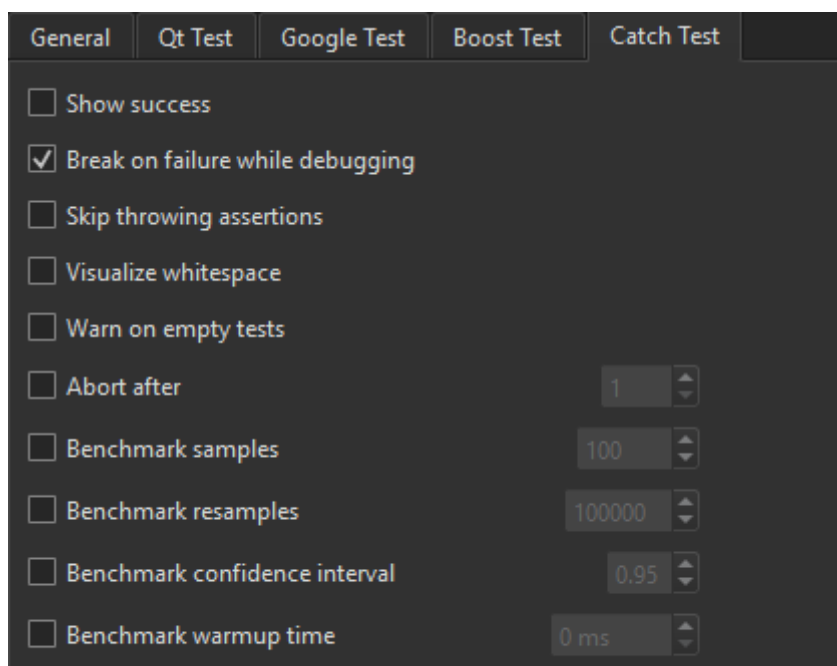 General Qt Test Google Test Boost Test Catch Test
Show success
Break on failure while debugging
Skip throwing assertions
Visualize whitespace
Warn on empty tests
Abort after 1
Benchmark samples 100
Benchmark resamples 100000
Benchmark confidence interval 0.95
Benchmark warmup time 0 ms